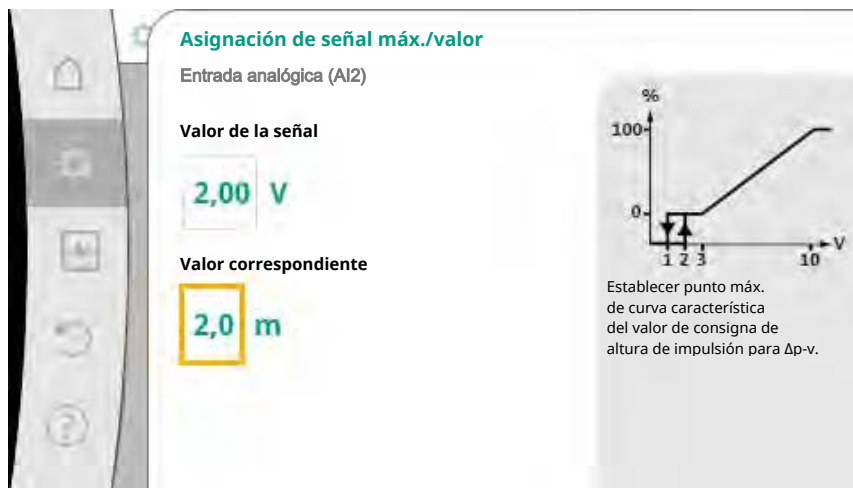 Asignación de señal máx./valor
Entrada analógica (AI2)
Valor de la señal
2,00 V
Valor correspondiente
2,0 m
%
100
0
1 2 3 10 V
Establecer punto máx.
de curva característica
del valor de consigna de
altura de impulsión para Δp-v.
?